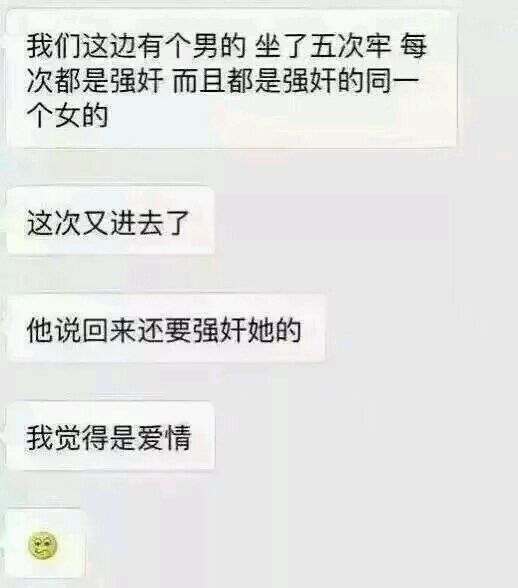 我们这边有个男的 坐了五次牢 每
次都是强奸 而且都是强奸的同一
个女的
这次又进去了
他说回来还要强奸她的
我觉得是爱情